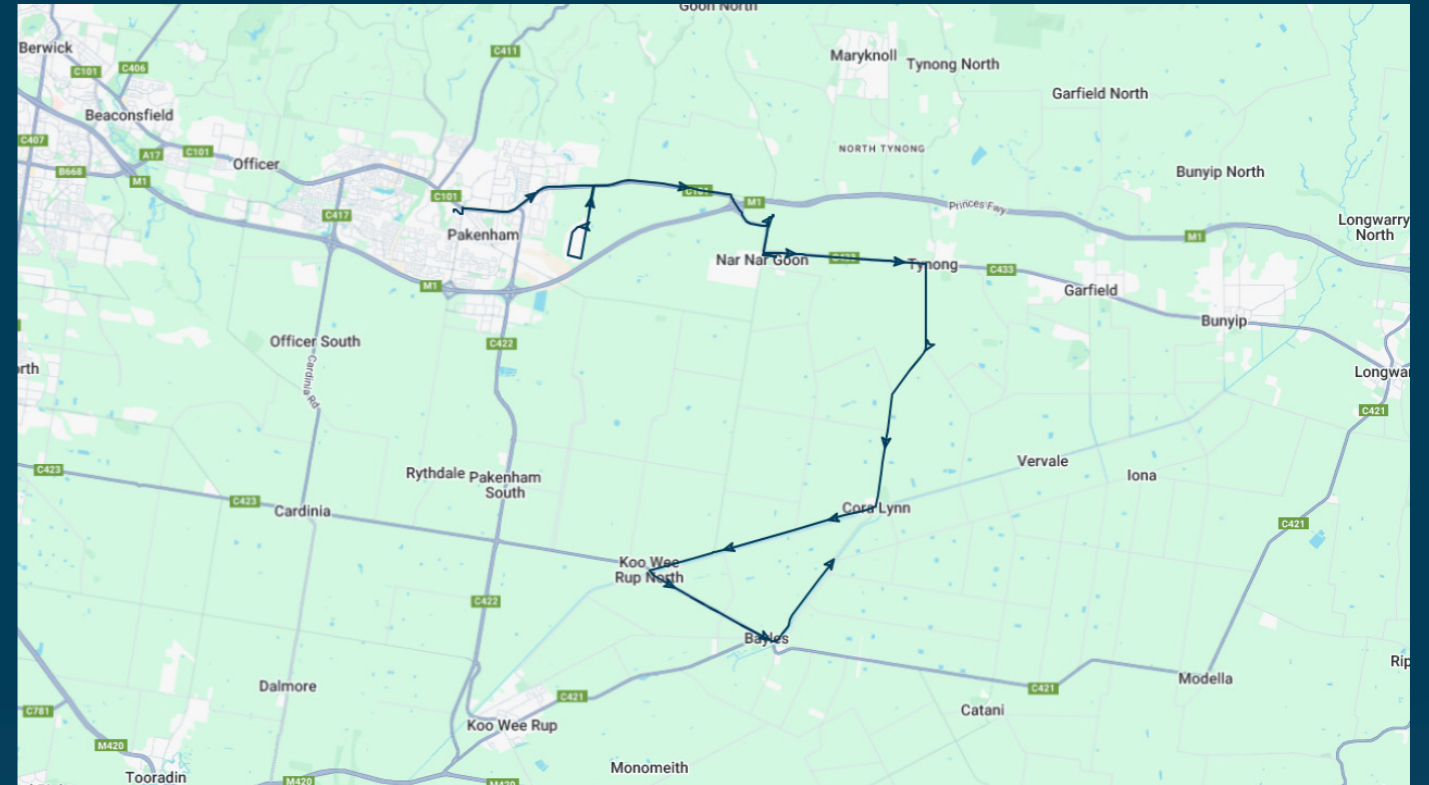 Goon North
Berwick
C411
Maryknoll
Tynong North
C101
C406
Garfield North
Beaconsfield
C407
A17
C101
NORTH TYNONG
Officer
B668
M1
Bunyip North
C101
M1
C417
Princes Fwy
Longwarry
North
Pakenham
M1
Nar Nar Goon
Tynong
C433
M1
Garfield
Bunyip
Officer South
C422
Cardinia Rd
rth
Longwar
C421
C423
Rythdale
Pakenham
South
Vervale
Iona
C423
Cardinia
Cora Lynn
C421
Koo Wee
Rup North
C422
Bayles
Rip
Dalmore
C421
C421
Modella
C781
Koo Wee Rup
Catani
M420
Monomeith
Tooradin
M420
M420